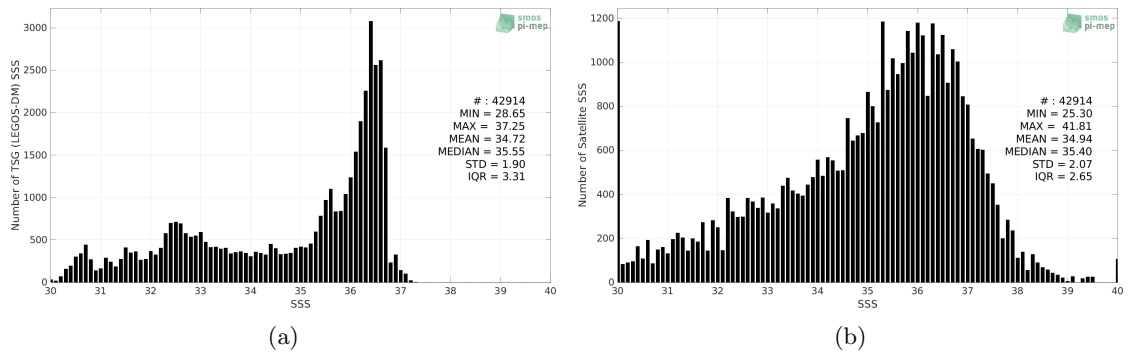 3000
2500
2000
1500
1000
500
0
30 31 32 33 34 35 36 37 38 39 40
SSS
Number of TSG (LEGOS-DM) SSS
smos
pi-mep
# : 42914
MIN = 28.65
MAX = 37.25
MEAN = 34.72
MEDIAN = 35.55
STD = 1.90
IQR = 3.31
(a)
1200
1000
800
600
400
200
0
30 31 32 33 34 35 36 37 38 39 40
SSS
Number of Satellite SSS
smos
pi-mep
# : 42914
MIN = 25.30
MAX = 41.81
MEAN = 34.94
MEDIAN = 35.40
STD = 2.07
IQR = 2.65
(b)